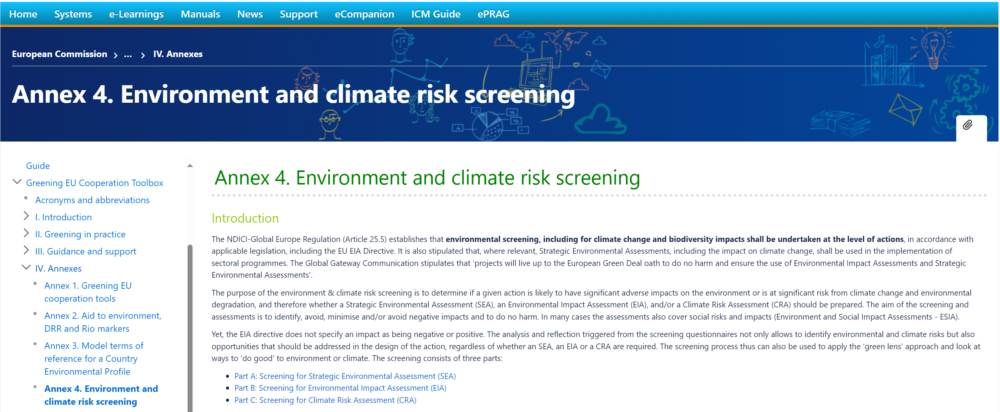 Home Systems e-Learnings Manuals News Support eCompanion ICM Guide ePRAG
European Commission > ... > IV. Annexes
Annex 4. Environment and climate risk screening
Guide
Greening EU Cooperation Toolbox
Acronyms and abbreviations
I. Introduction
II. Greening in practice
III. Guidance and support
IV. Annexes
Annex 1. Greening EU
cooperation tools
Annex 2. Aid to environment,
DRR and Rio markers
Annex 3. Model terms of
reference for a Country
Environmental Profile
Annex 4. Environment and
climate risk screening
Annex 4. Environment and climate risk screening
Introduction
The NDICI-Global Europe Regulation (Article 25.5) establishes that environmental screening, including for climate change and biodiversity impacts shall be undertaken at the level of actions, in accordance with
applicable legislation, including the EU EIA Directive. It is also stipulated that, where relevant, Strategic Environmental Assessments, including the impact on climate change, shall be used in the implementation of
sectoral programmes. The Global Gateway Communication stipulates that ‘projects will live up to the European Green Deal oath to do no harm and ensure the use of Environmental Impact Assessments and Strategic
Environmental Assessments’.
The purpose of the environment & climate risk screening is to determine if a given action is likely to have significant adverse impacts on the environment or is at significant risk from climate change and environmental
degradation, and therefore whether a Strategic Environmental Assessment (SEA), an Environmental Impact Assessment (EIA), and/or a Climate Risk Assessment (CRA) should be prepared. The aim of the screening and
assessments is to identify, avoid, minimise and/or avoid negative impacts and to do no harm. In many cases the assessments also cover social risks and impacts (Environment and Social Impact Assessments - ESIA).
Yet, the EIA directive does not specify an impact as being negative or positive. The analysis and reflection triggered from the screening questionnaires not only allows to identify environmental and climate risks but also
opportunities that should be addressed in the design of the action, regardless of whether an SEA, an EIA or a CRA are required. The screening process thus can also be used to apply the ‘green lens’ approach and look at
ways to ‘do good’ to environment or climate. The screening consists of three parts:
• Part A: Screening for Strategic Environmental Assessment (SEA)
• Part B: Screening for Environmental Impact Assessment (EIA)
• Part C: Screening for Climate Risk Assessment (CRA)